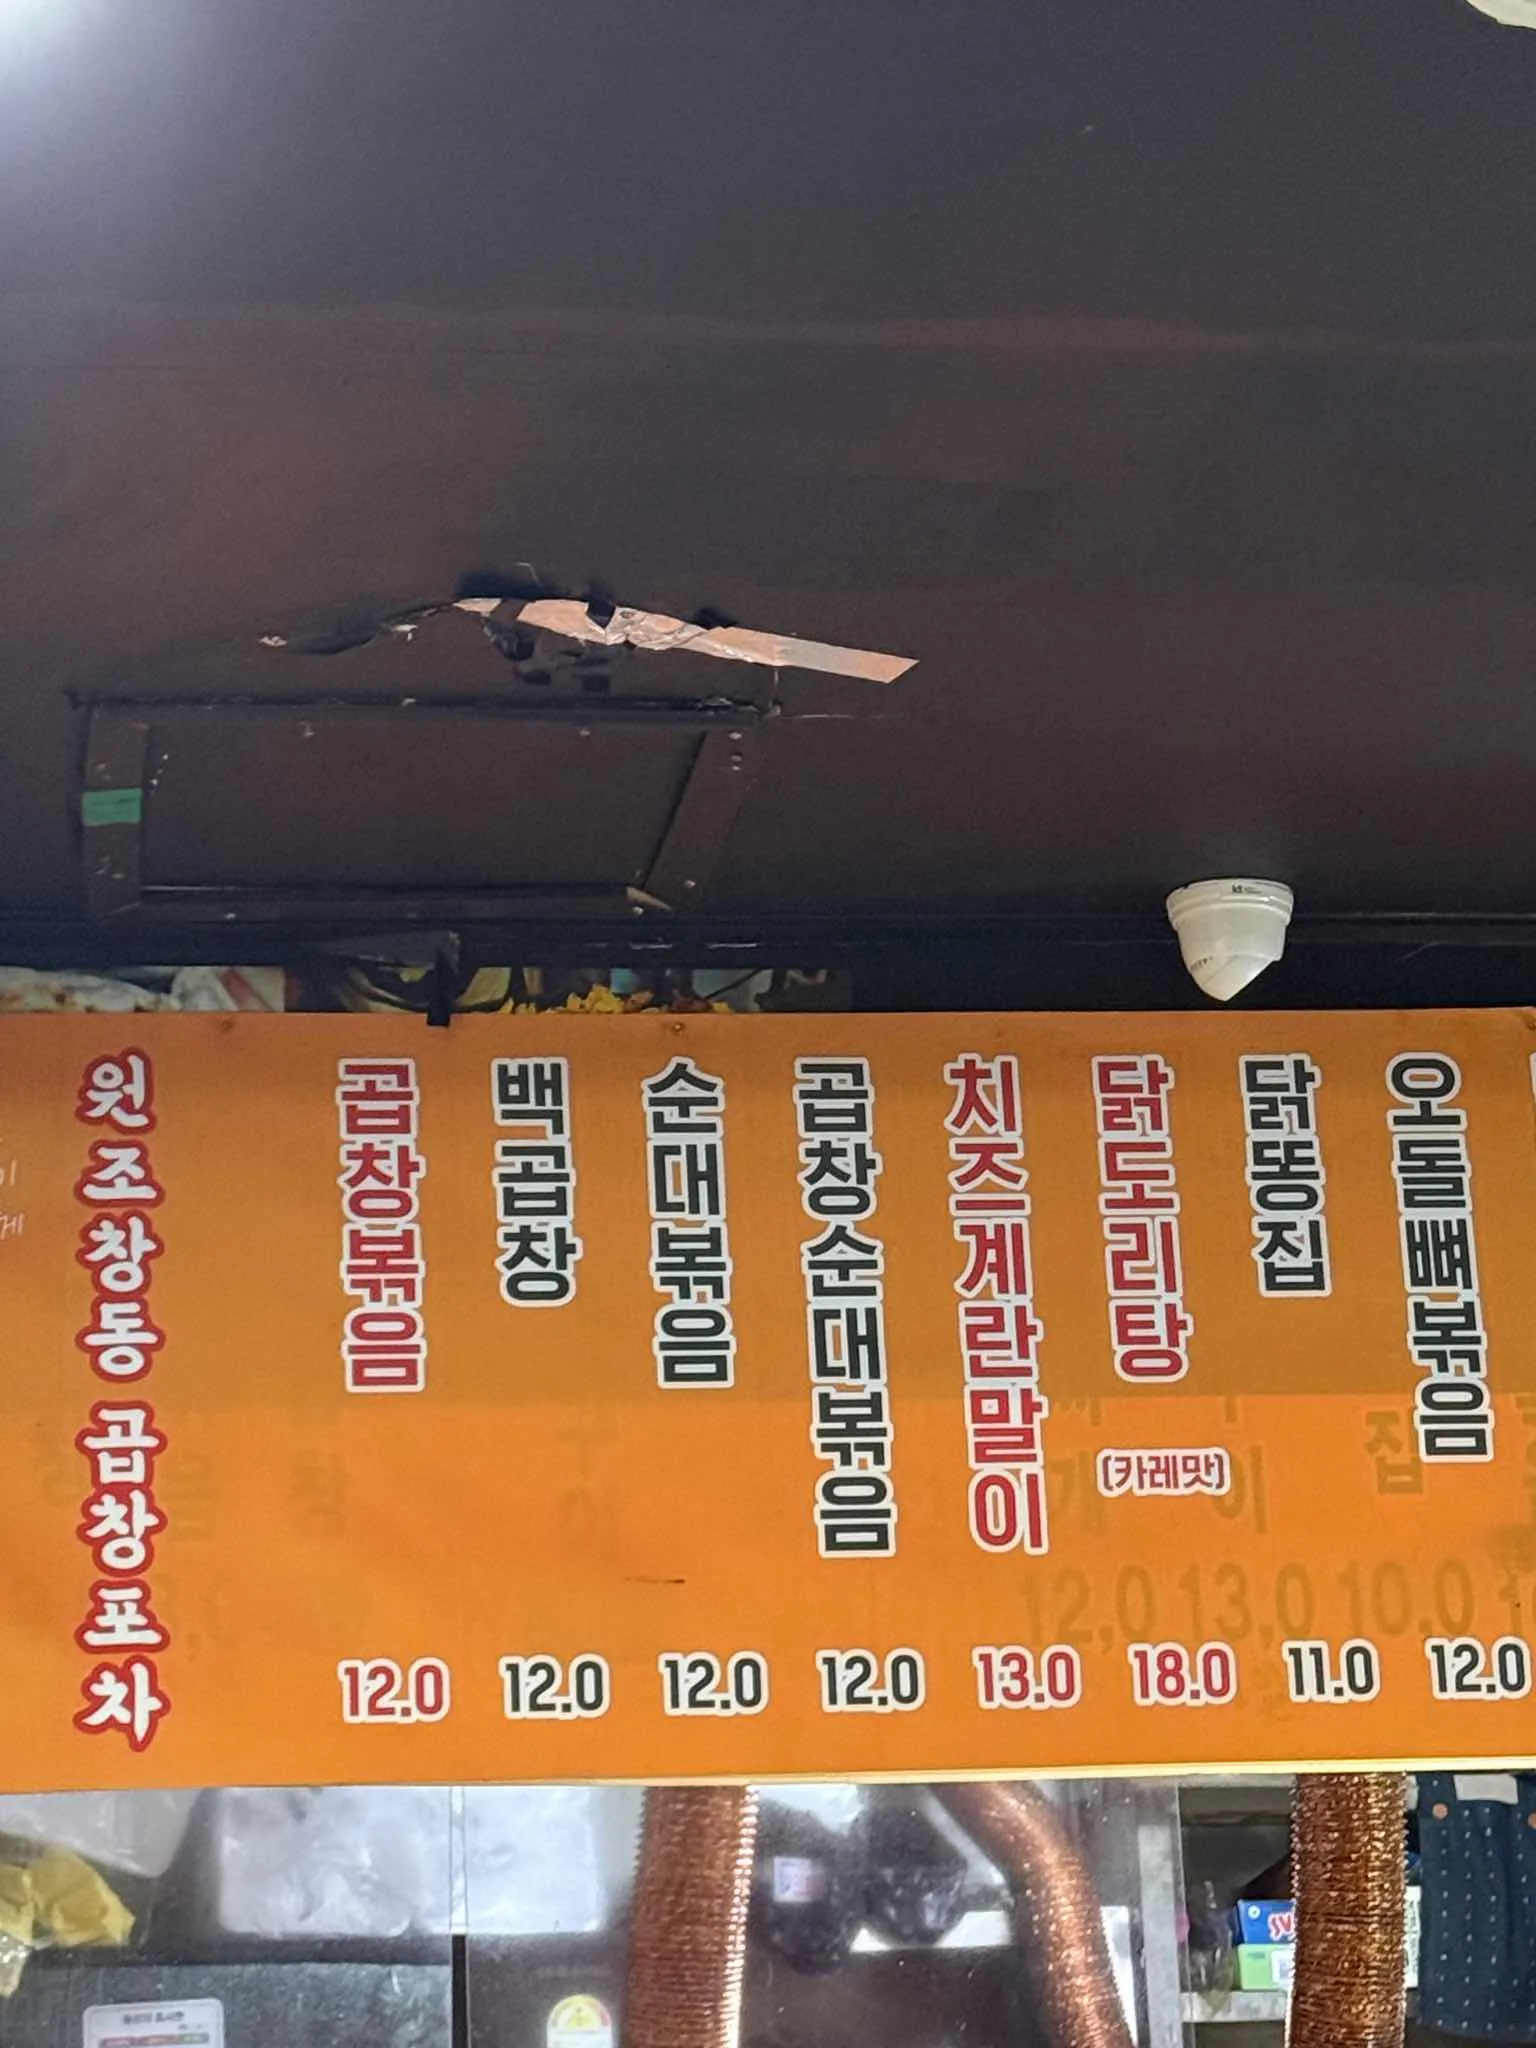 원조창동 곱창포차
곱창볶음
12.0
백곱창
12.0
순대볶음
12.0
곱창순대볶음
12.0
치즈계란말이
13.0
닭도리탕
(카레맛)
18.0
닭똥집
11.0
오돌뼈볶음
12.0